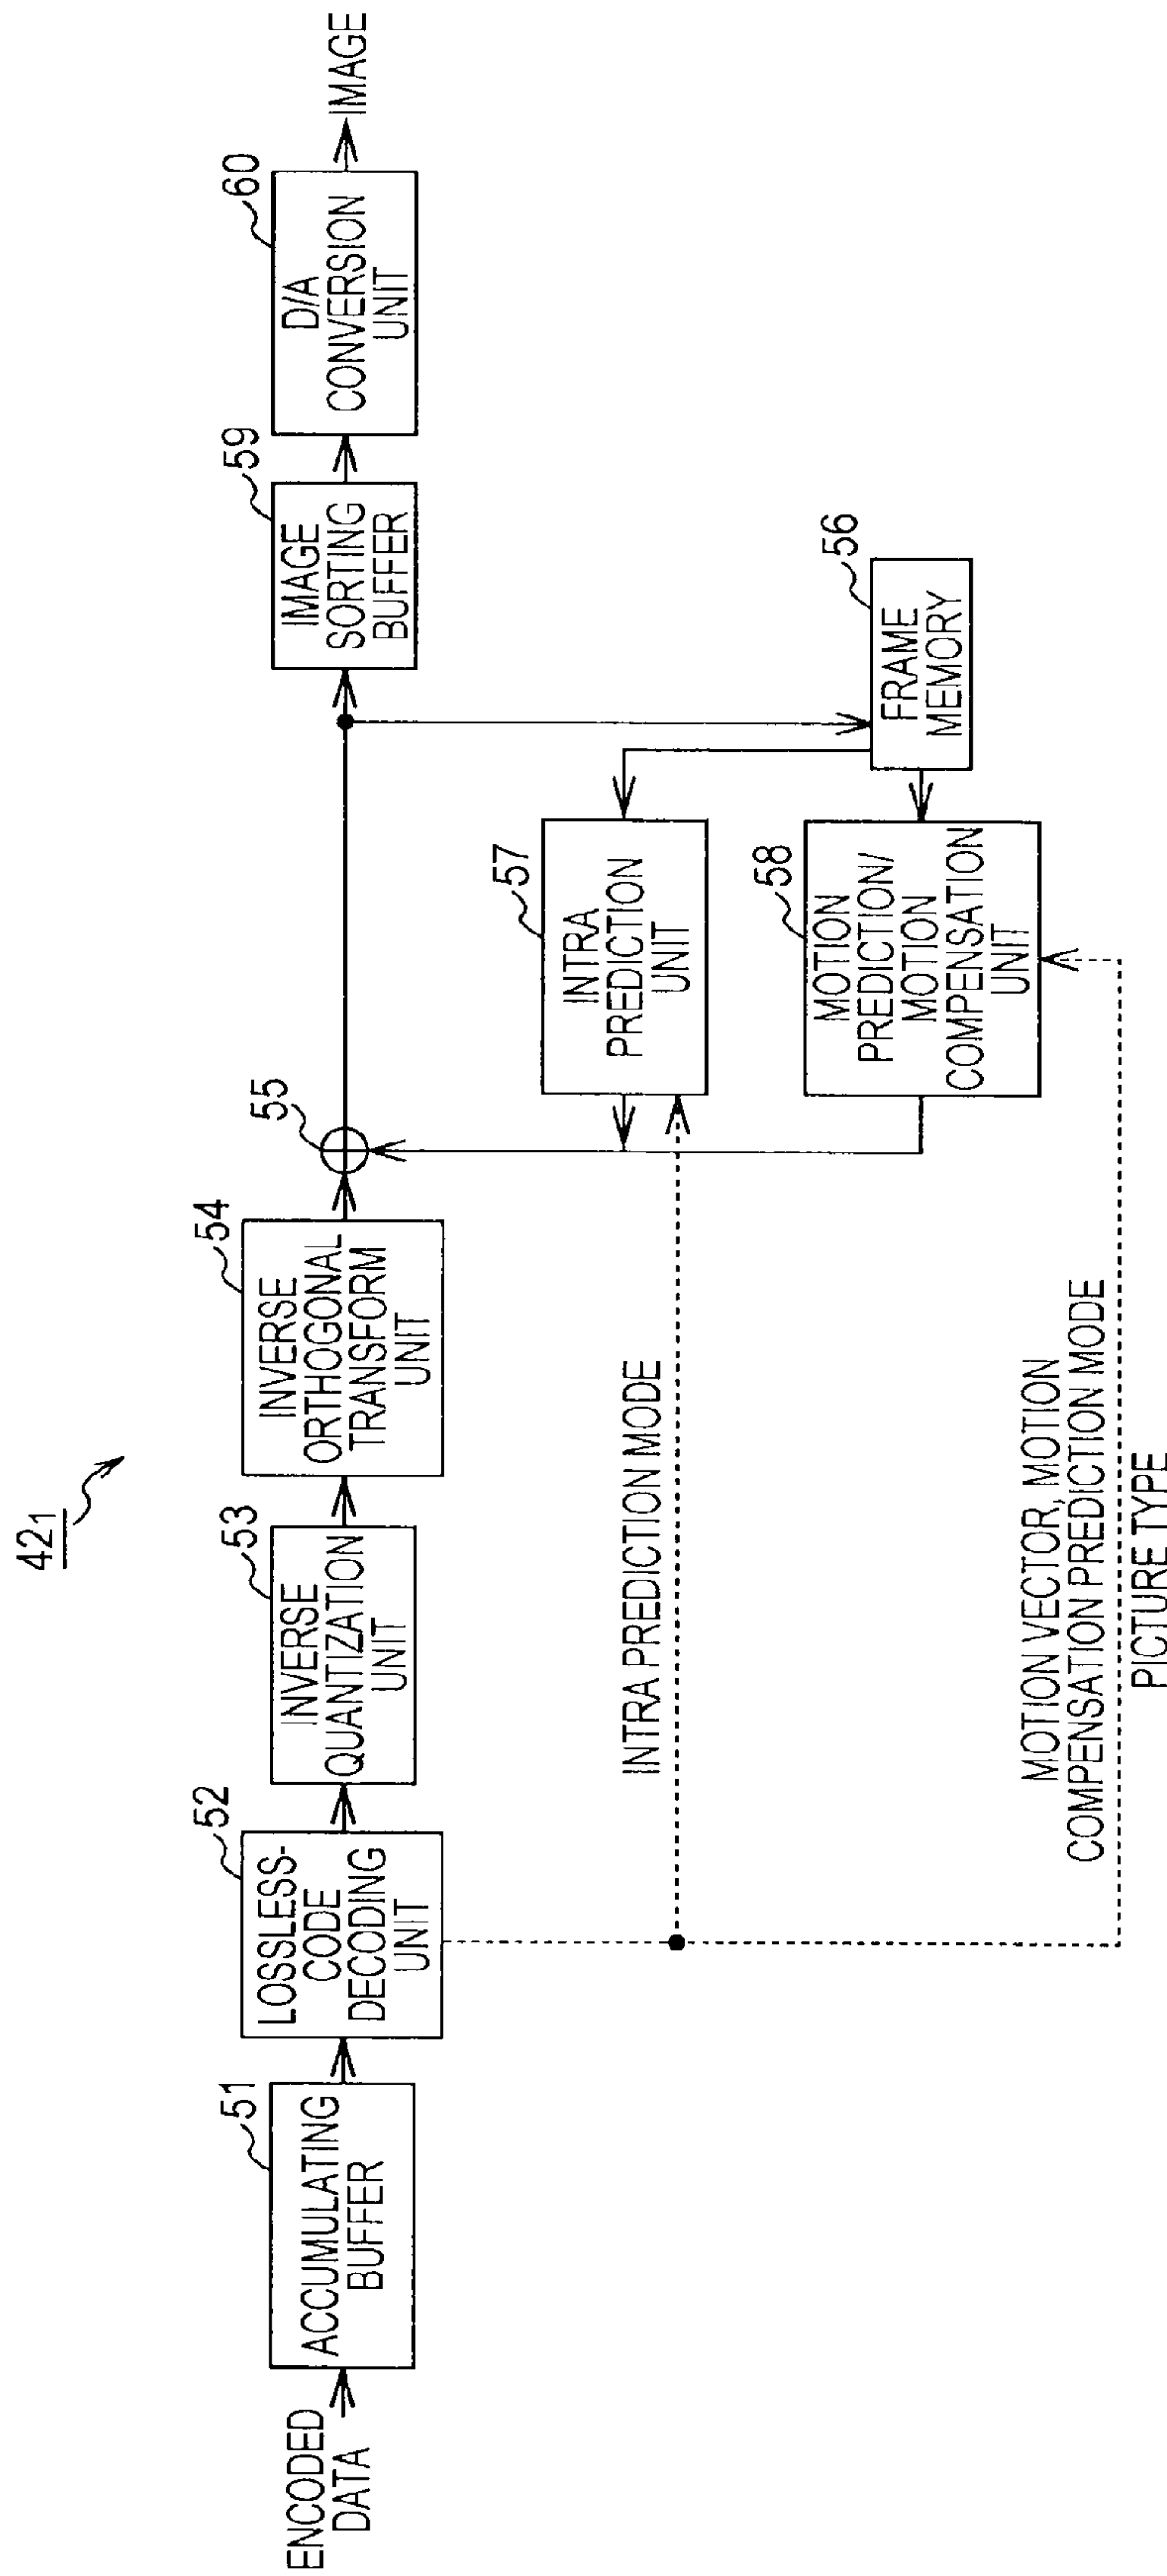 42₁
ENCODED
DATA
51
ACCUMULATING
BUFFER
52
LOSSLESS-
CODE
DECODING
UNIT
53
INVERSE
QUANTIZATION
UNIT
54
INVERSE
ORTHOGONAL
TRANSFORM
UNIT
55
59
IMAGE
SORTING
BUFFER
60
D/A
CONVERSION
UNIT
IMAGE
57
INTRA
PREDICTION
UNIT
56
FRAME
MEMORY
58
MOTION
PREDICTION/
MOTION
COMPENSATION
UNIT
INTRA PREDICTION MODE
MOTION VECTOR, MOTION
COMPENSATION PREDICTION MODE
PICTURE TYPE